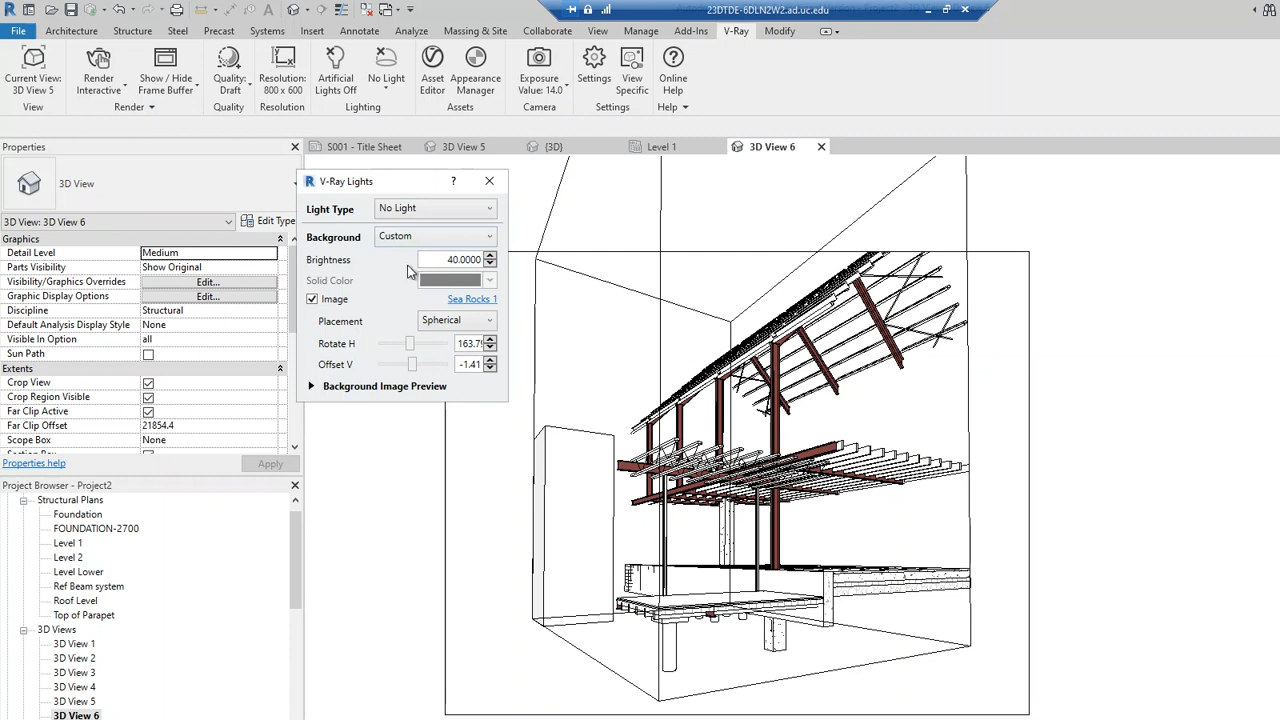 23DTDE-6DLN2W2.ad.uc.edu
File Architecture Structure Steel Precast Systems Insert Annotate Analyze Massing & Site Collaborate View Manage Add-Ins V-Ray Modify
Current View: 3D View 5
Render Interactive
Show / Hide Frame Buffer
Quality: Draft
Resolution: 800 x 600
Artificial Lights Off
No Light
Asset Editor
Appearance Manager
Exposure Value: 14.0
Settings
View Specific
Online Help
View Render Quality Resolution Lighting Assets Camera Settings Help
Properties
S001 - Title Sheet 3D View 5 {3D} Level 1 3D View 6
3D View
3D View: 3D View 6 Edit Type
Graphics
Detail Level Medium
Parts Visibility Show Original
Visibility/Graphics Overrides Edit...
Graphic Display Options Edit...
Discipline Structural
Default Analysis Display Style None
Visible In Option all
Sun Path
Extents
Crop View
Crop Region Visible
Far Clip Active
Far Clip Offset 21854.4
Scope Box None
Properties help Apply
V-Ray Lights ?
Light Type No Light
Background Custom
Brightness 40.0000
Solid Color
Image Sea Rocks 1
Placement Spherical
Rotate H 163.79
Offset V -1.41
Background Image Preview
Project Browser - Project2
Structural Plans
Foundation
FOUNDATION-2700
Level 1
Level 2
Level Lower
Ref Beam system
Roof Level
Top of Parapet
3D Views
3D View 1
3D View 2
3D View 3
3D View 4
3D View 5
3D View 6